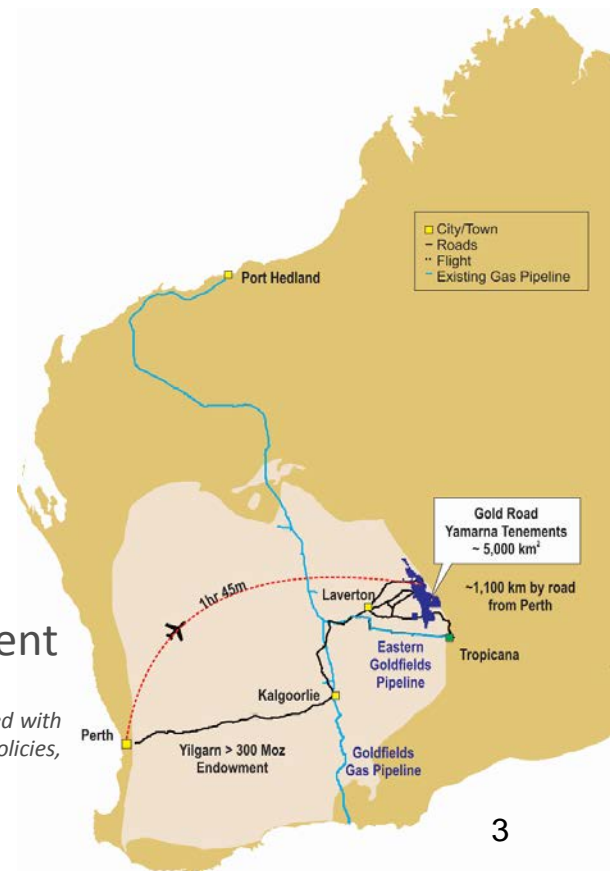 City/Town
Roads
Flight
Existing Gas Pipeline
Port Hedland
Gold Road
Yamarna Tenements
~ 5,000 km²
~1,100 km by road
from Perth
1hr 45m
Laverton
Tropicana
Eastern
Goldfields
Pipeline
Kalgoorlie
Perth
Yilgarn > 300 Moz
Endowment
Goldfields
Gas Pipeline
ent
ed with
olicies,
3